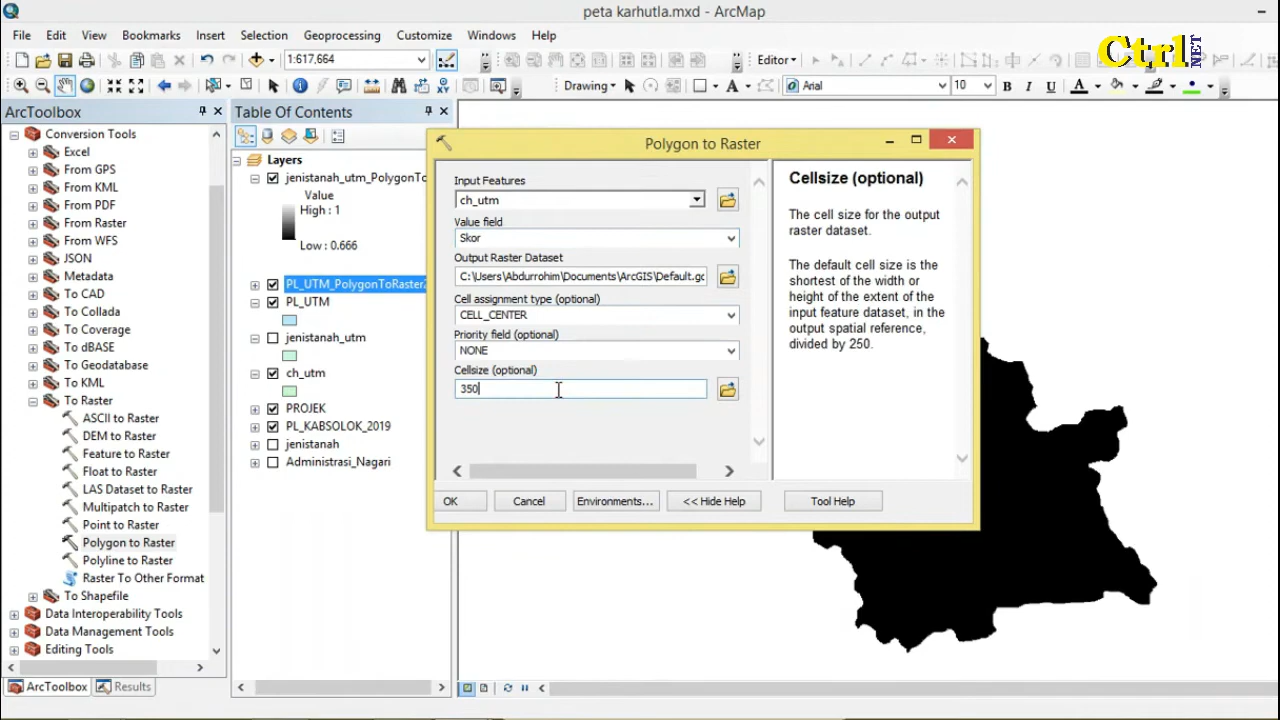 peta karhutla.mxd - ArcMap
File Edit View Bookmarks Insert Selection Geoprocessing Customize Windows Help
1:617,664
Editor
Drawing
Arial
10
B I U A
Ctrl NET
ArcToolbox
Conversion Tools
Excel
From GPS
From KML
From PDF
From Raster
From WFS
JSON
Metadata
To CAD
To Collada
To Coverage
To dBASE
To Geodatabase
To KML
To Raster
ASCII to Raster
DEM to Raster
Feature to Raster
Float to Raster
LAS Dataset to Raster
Multipatch to Raster
Point to Raster
Polygon to Raster
Polyline to Raster
Raster To Other Format
To Shapefile
Data Interoperability Tools
Data Management Tools
Editing Tools
ArcToolbox
Results
Table Of Contents
Layers
jenistanah_utm_PolygonTo
Value
High : 1
Low : 0.666
PL_UTM_PolygonToRaster
PL_UTM
jenistanah_utm
ch_utm
PROJEK
PL_KABSOLOK_2019
jenistanah
Administrasi_Nagari
Polygon to Raster
Input Features
ch_utm
Value field
Skor
Output Raster Dataset
C:\Users\Abdurrohim\Documents\ArcGIS\Default.gd
Cell assignment type (optional)
CELL_CENTER
Priority field (optional)
NONE
Cellsize (optional)
350
OK
Cancel
Environments...
<< Hide Help
Tool Help
Cellsize (optional)
The cell size for the output
raster dataset.
The default cell size is the
shortest of the width or
height of the extent of the
input feature dataset, in the
output spatial reference,
divided by 250.